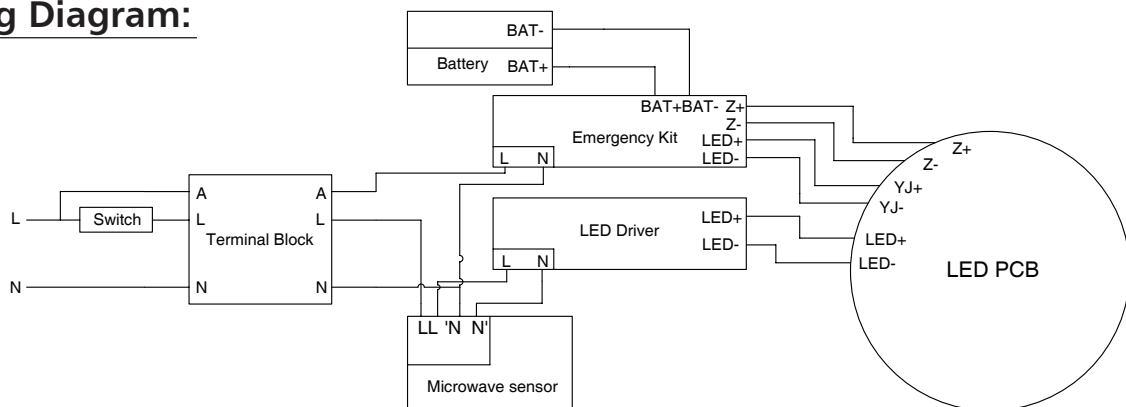 g Diagram:
BAT-
Battery BAT+
BAT+BAT- Z+
Z-
Emergency Kit
LED+
LED-
L N
Z+
Z-
YJ+
YJ-
LED+
LED-
LED PCB
A A
L Switch L L
Terminal Block
N N N
LED Driver
LED+
LED-
L N
LL 'N N'
Microwave sensor